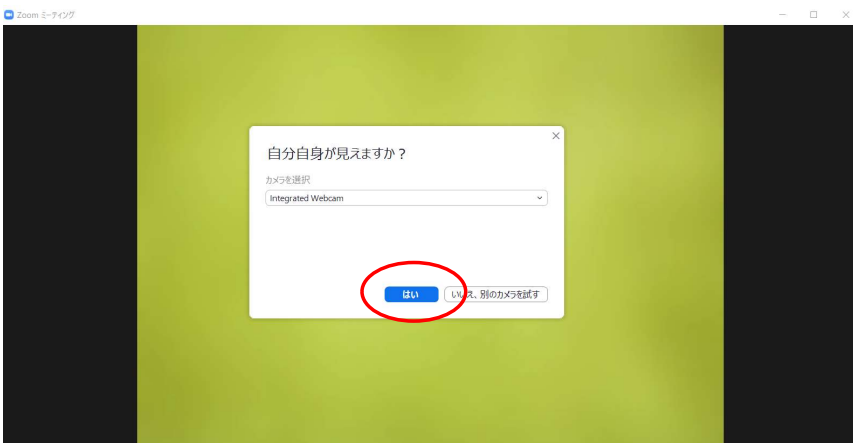 Zoom ミーティング
自分自身が見えますか？
カメラを選択
Integrated Webcam
はい
いいえ、別のカメラを試す